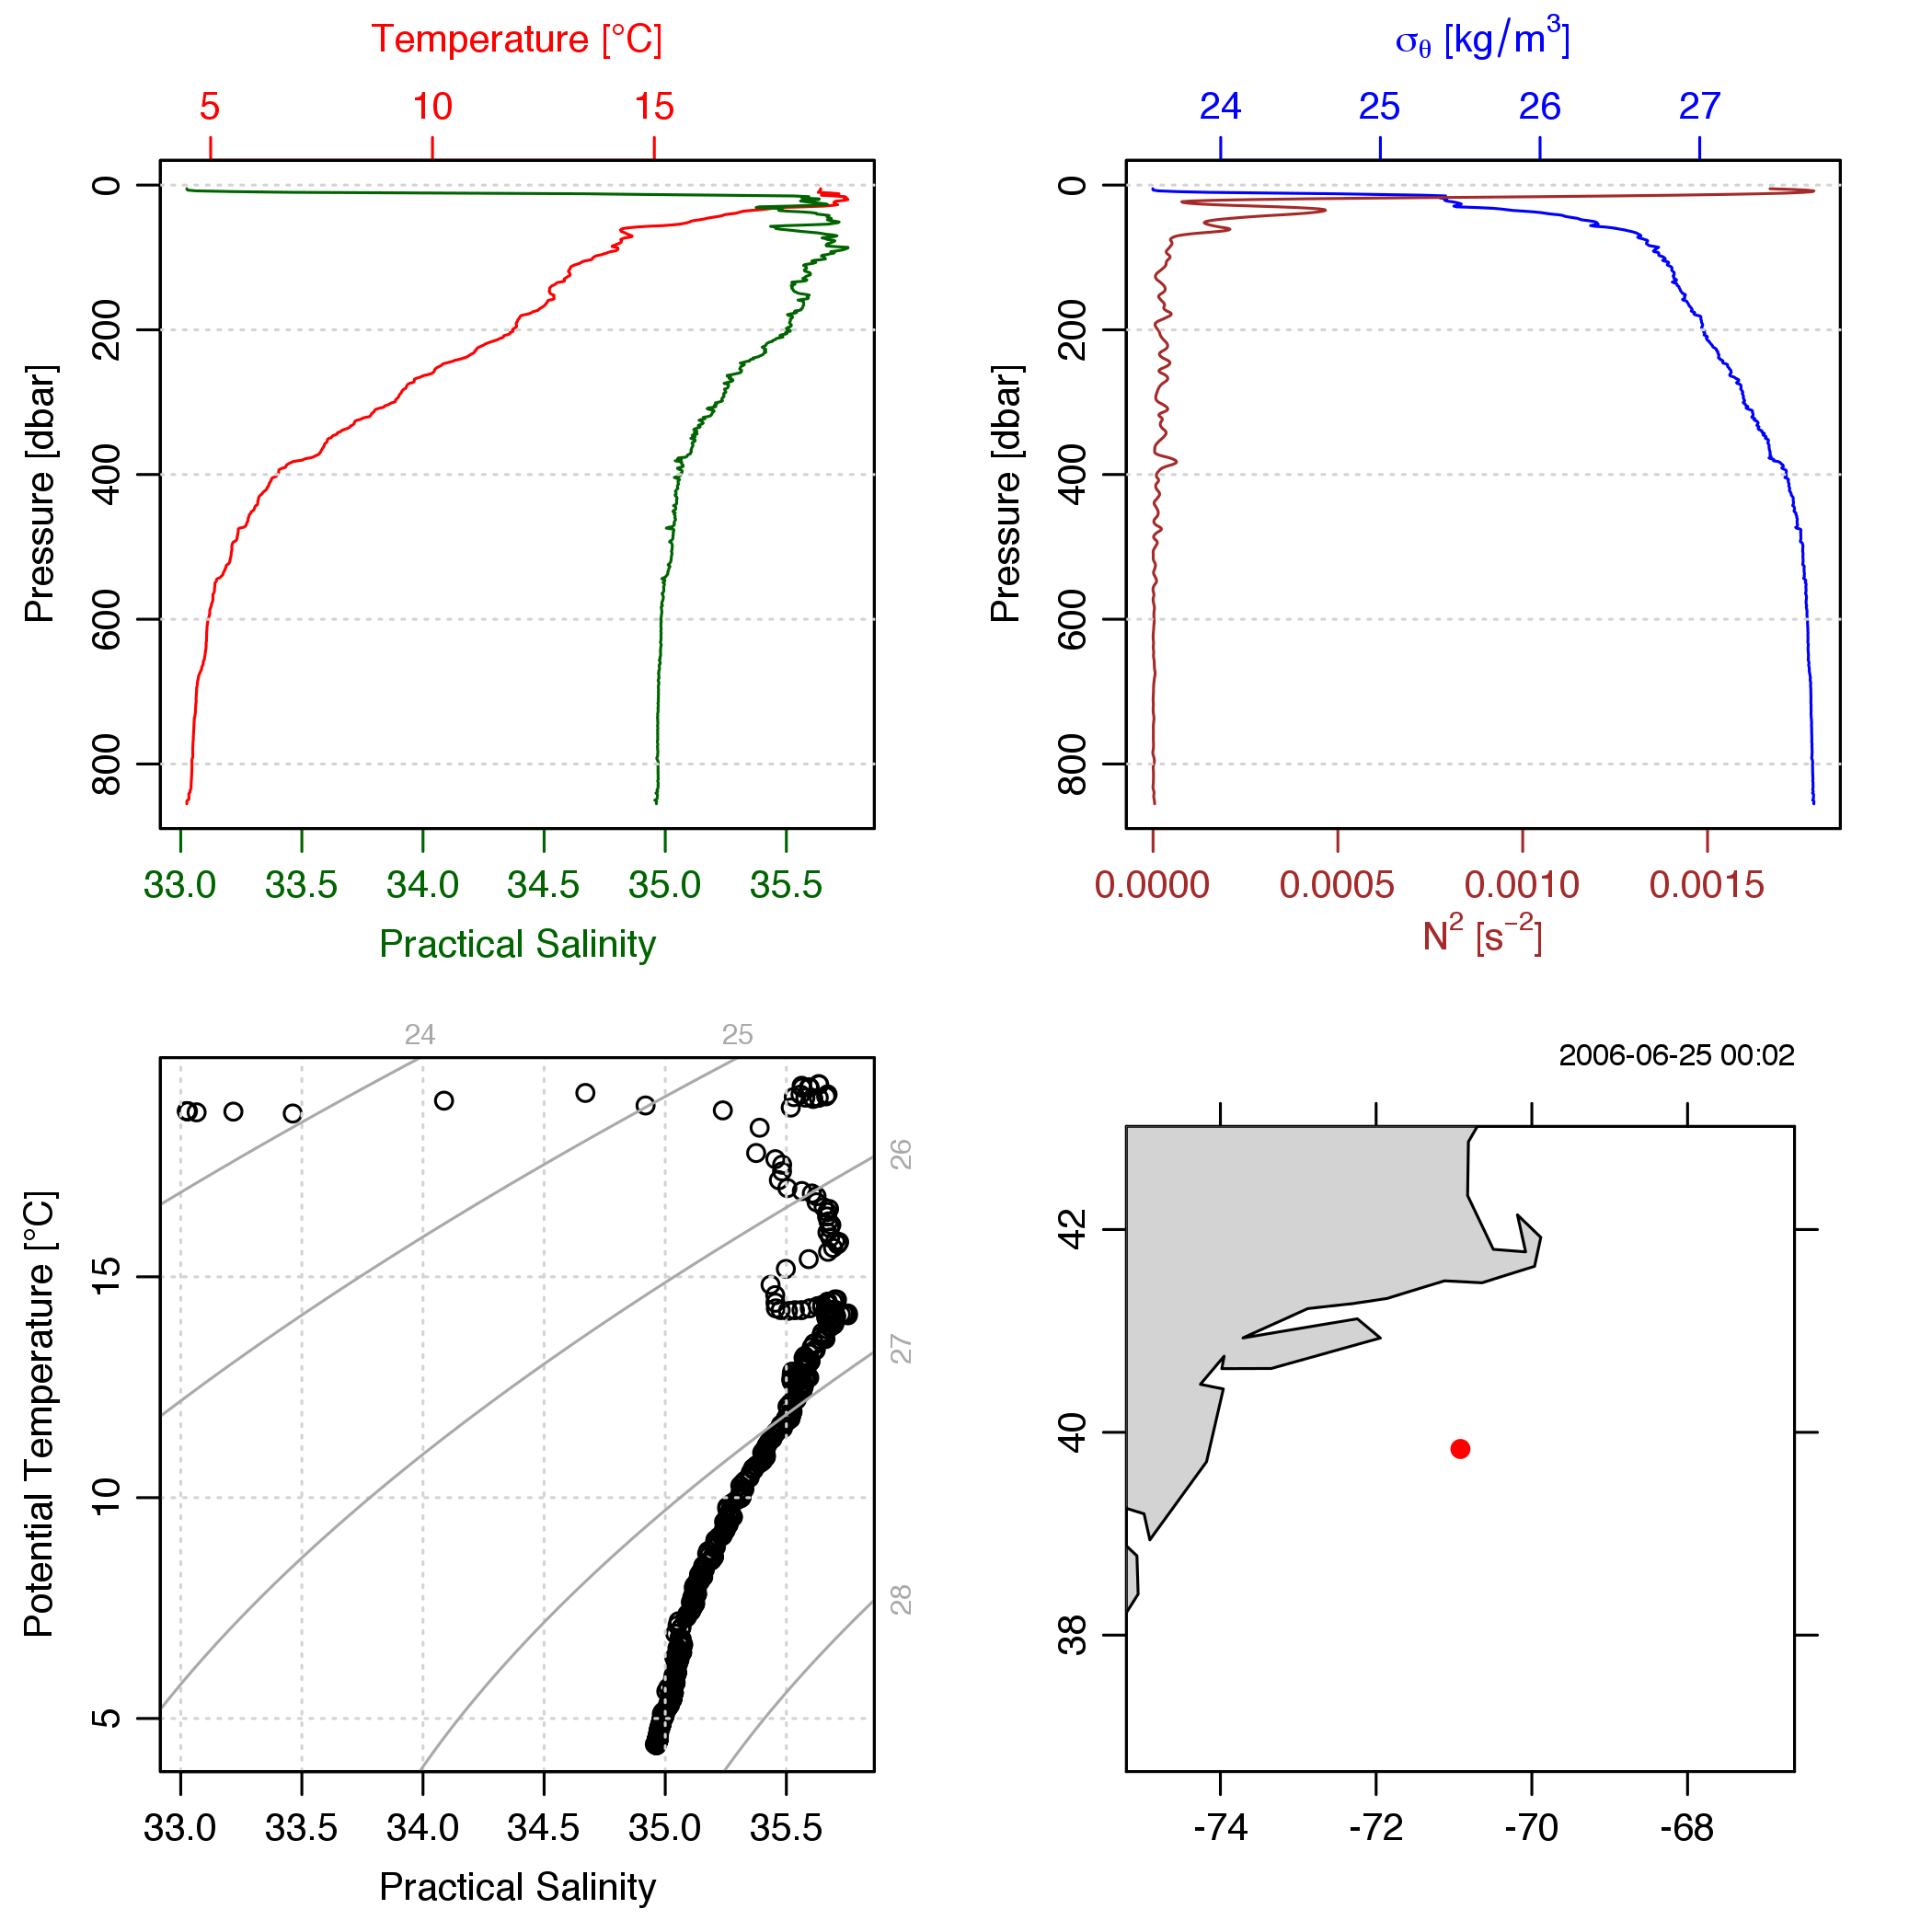 Temperature [°C]
5 10 15
0
200
400
600
800
Pressure [dbar]
33.0 33.5 34.0 34.5 35.0 35.5
Practical Salinity
σθ [kg/m³]
24 25 26 27
0
200
400
600
800
Pressure [dbar]
0.0000 0.0005 0.0010 0.0015
N² [s⁻²]
24 25
26
27
28
15
10
5
Potential Temperature [°C]
33.0 33.5 34.0 34.5 35.0 35.5
Practical Salinity
2006-06-25 00:02
42
40
38
-74 -72 -70 -68